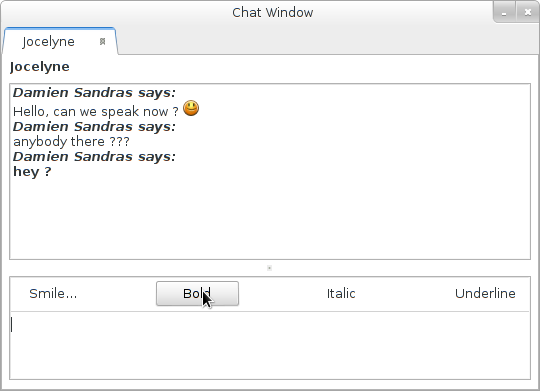 Chat Window
Jocelyne
Jocelyne
Damien Sandras says:
Hello, can we speak now ?
Damien Sandras says:
anybody there ???
Damien Sandras says:
hey ?
Smile... Bold Italic Underline